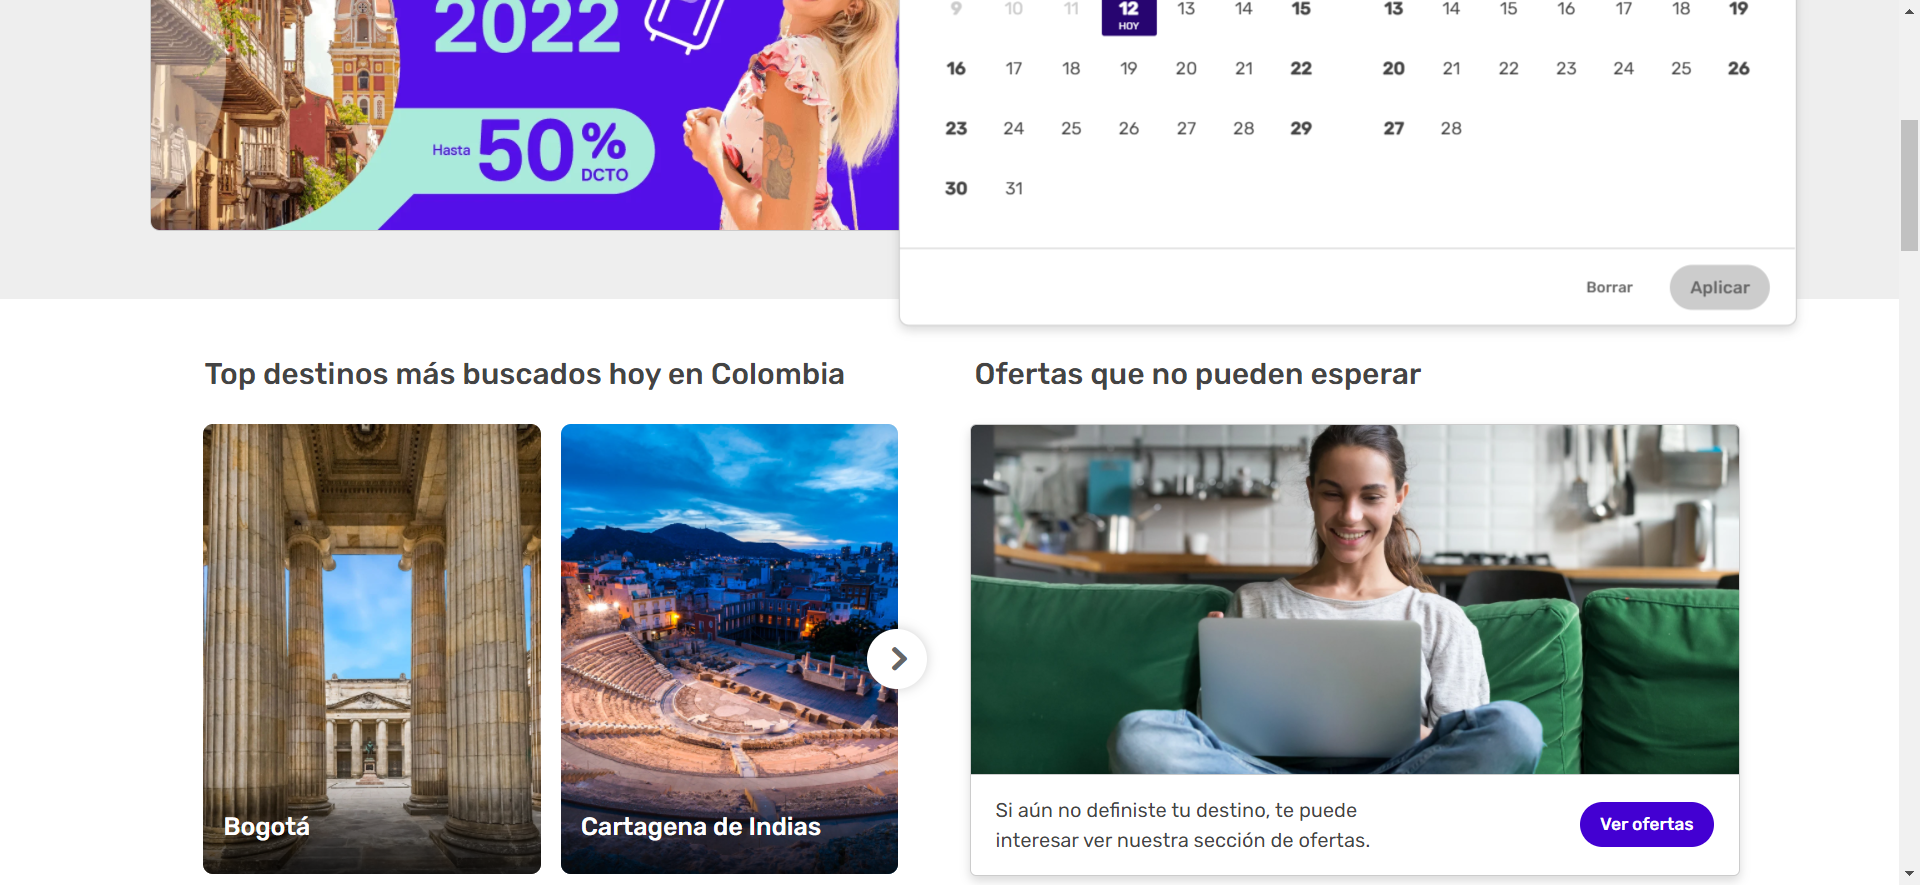 2022
Hasta 50% DCTO
9 10 11 12 13 14 15
HOY
16 17 18 19 20 21 22
23 24 25 26 27 28 29
30 31
13 14 15 16 17 18 19
20 21 22 23 24 25 26
27 28
Borrar Aplicar
Top destinos más buscados hoy en Colombia
Bogotá
Cartagena de Indias
Ofertas que no pueden esperar
Si aún no definiste tu destino, te puede
interesar ver nuestra sección de ofertas.
Ver ofertas